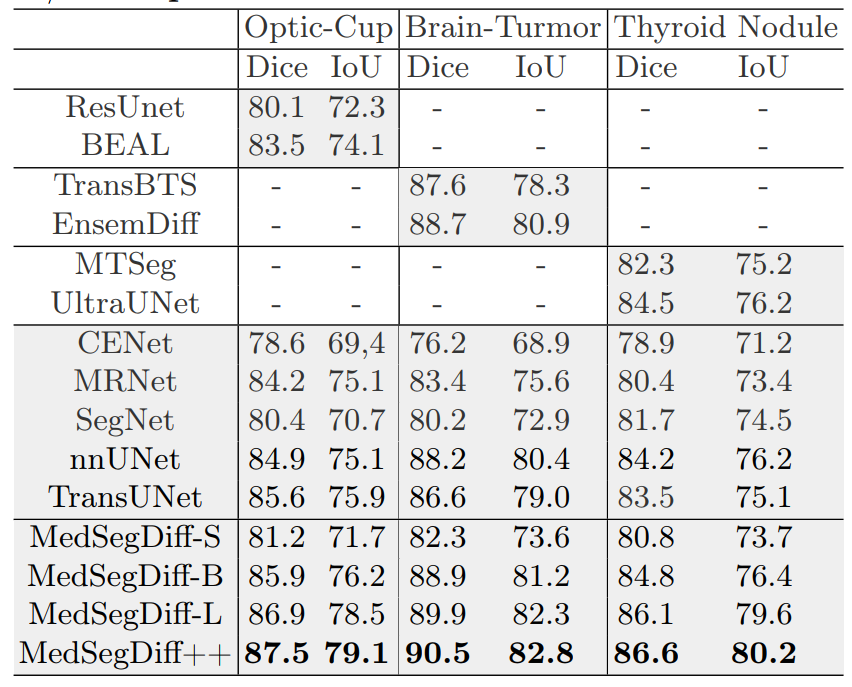 Optic-Cup Brain-Turmor Thyroid Nodule
Dice IoU Dice IoU Dice IoU
ResUnet 80.1 72.3 - - - -
BEAL 83.5 74.1 - - - -
TransBTS - - 87.6 78.3 - -
EnsemDiff - - 88.7 80.9 - -
MTSeg - - - - 82.3 75.2
UltraUNet - - - - 84.5 76.2
CENet 78.6 69,4 76.2 68.9 78.9 71.2
MRNet 84.2 75.1 83.4 75.6 80.4 73.4
SegNet 80.4 70.7 80.2 72.9 81.7 74.5
nnUNet 84.9 75.1 88.2 80.4 84.2 76.2
TransUNet 85.6 75.9 86.6 79.0 83.5 75.1
MedSegDiff-S 81.2 71.7 82.3 73.6 80.8 73.7
MedSegDiff-B 85.9 76.2 88.9 81.2 84.8 76.4
MedSegDiff-L 86.9 78.5 89.9 82.3 86.1 79.6
MedSegDiff++ 87.5 79.1 90.5 82.8 86.6 80.2